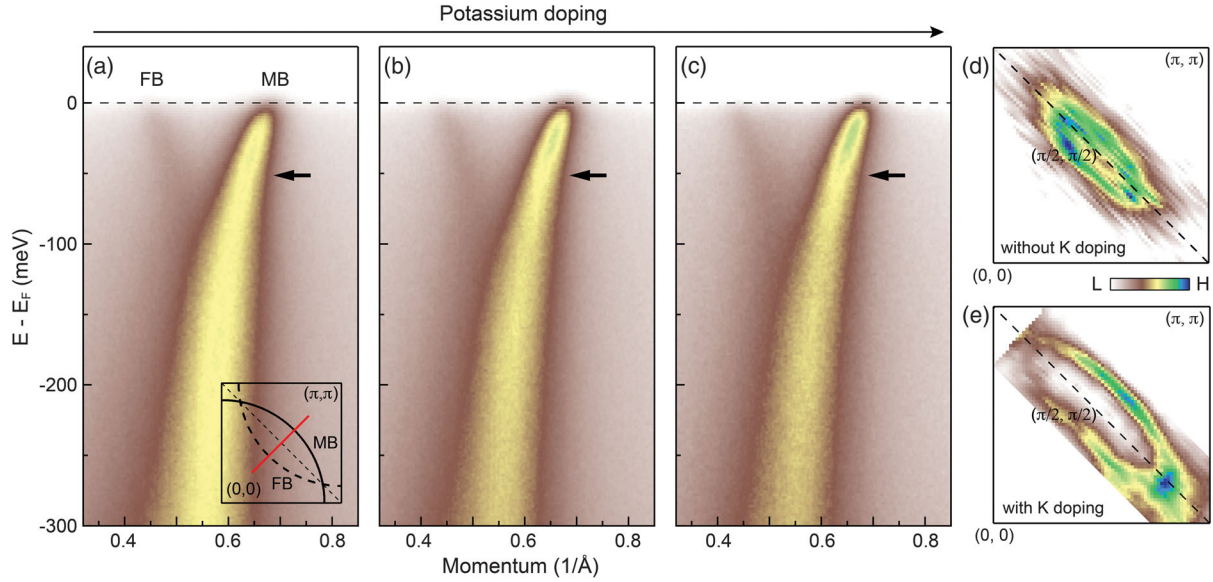 Potassium doping
(a)
FB
MB
(b)
(c)
(d)
(π, π)
(π/2, π/2)
without K doping
(0, 0)
L
H
(e)
(π, π)
(π/2, π/2)
with K doping
(0, 0)
E - EF (meV)
0
-100
-200
-300
(π,π)
MB
(0,0)
FB
0.4
0.6
0.8
0.4
0.6
0.8
0.4
0.6
0.8
Momentum (1/Å)